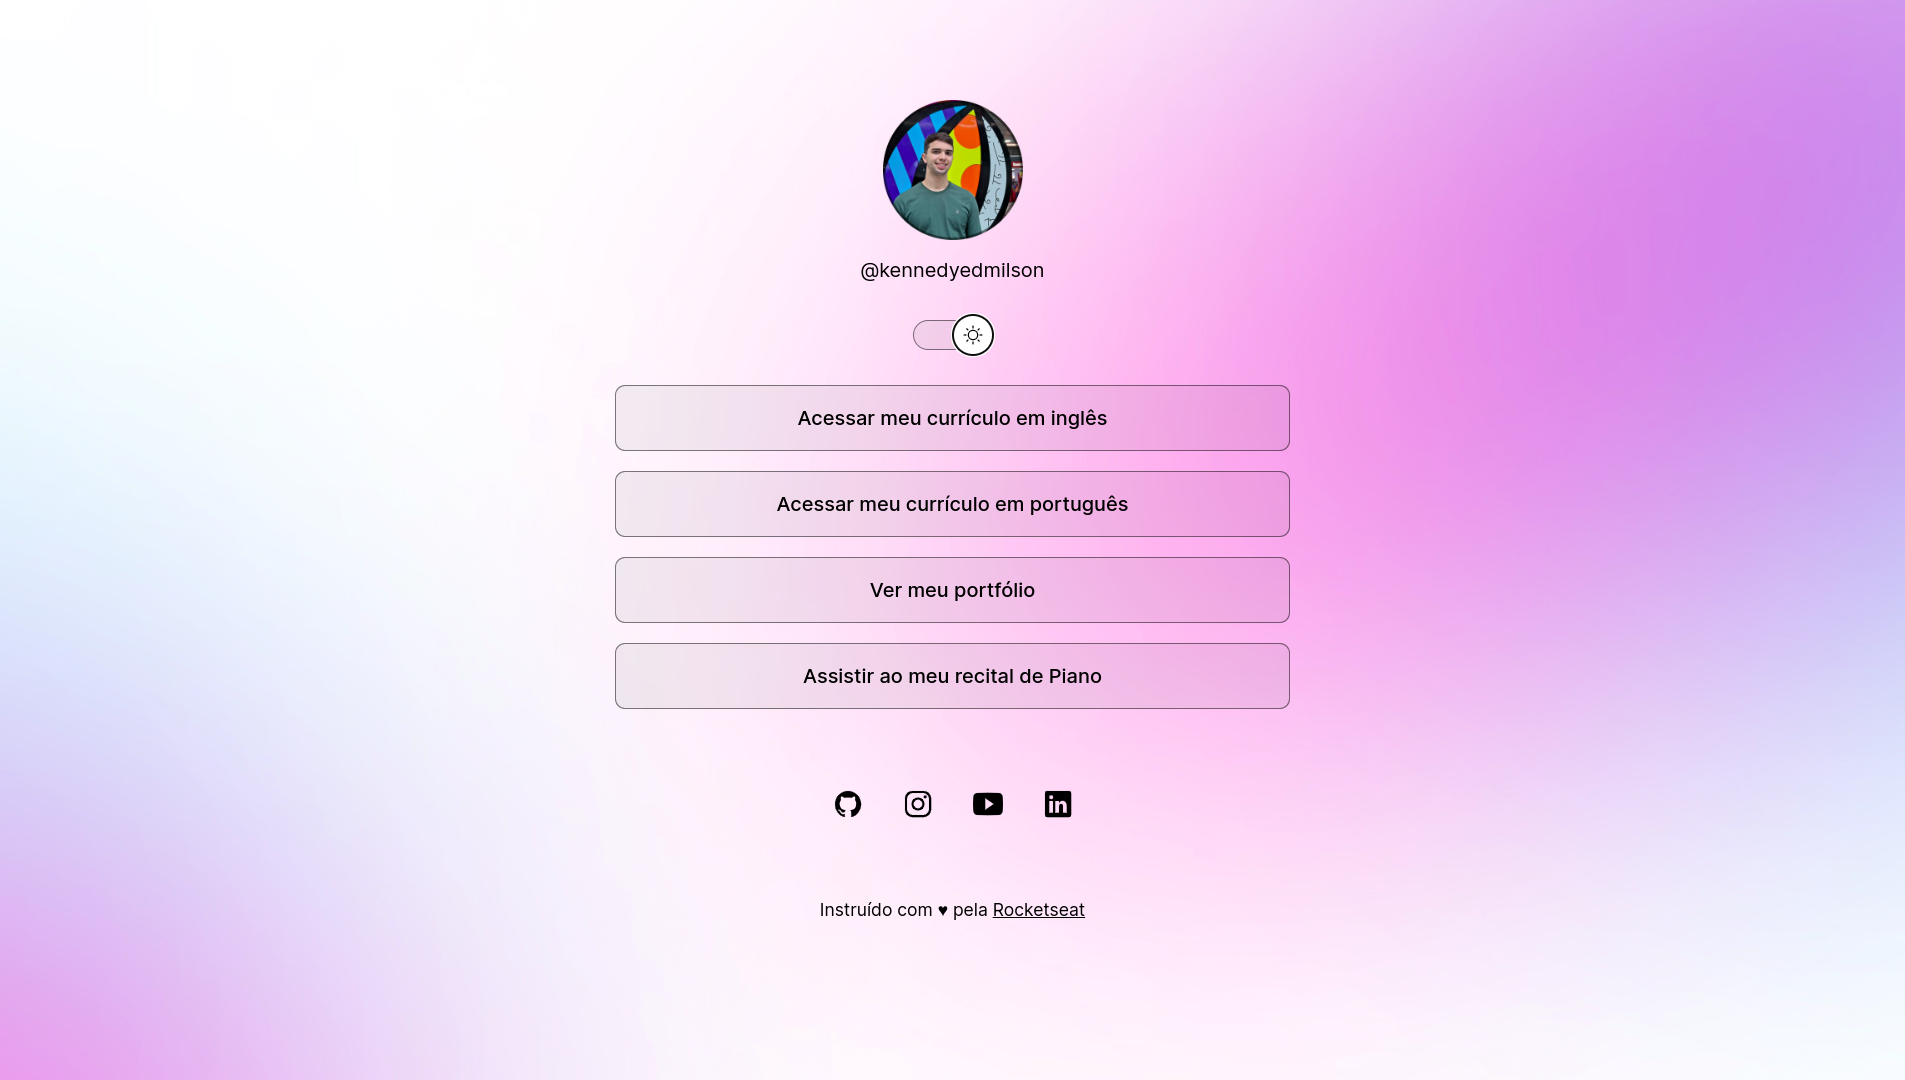 @kennedyedmilson
Acessar meu currículo em inglês
Acessar meu currículo em português
Ver meu portfólio
Assistir ao meu recital de Piano
in
Instruído com ♥ pela Rocketseat